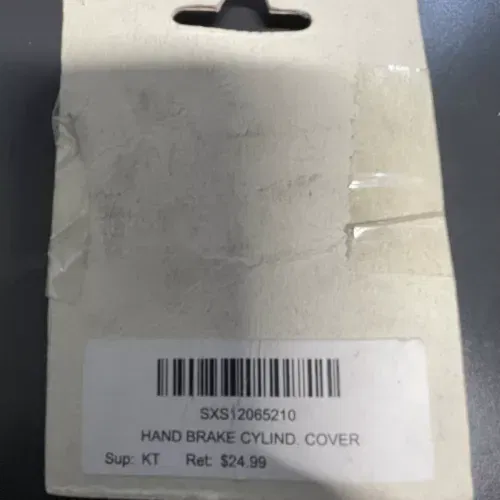 SXS12065210
HAND BRAKE CYLIND. COVER
Sup: KT Ret: $24.99